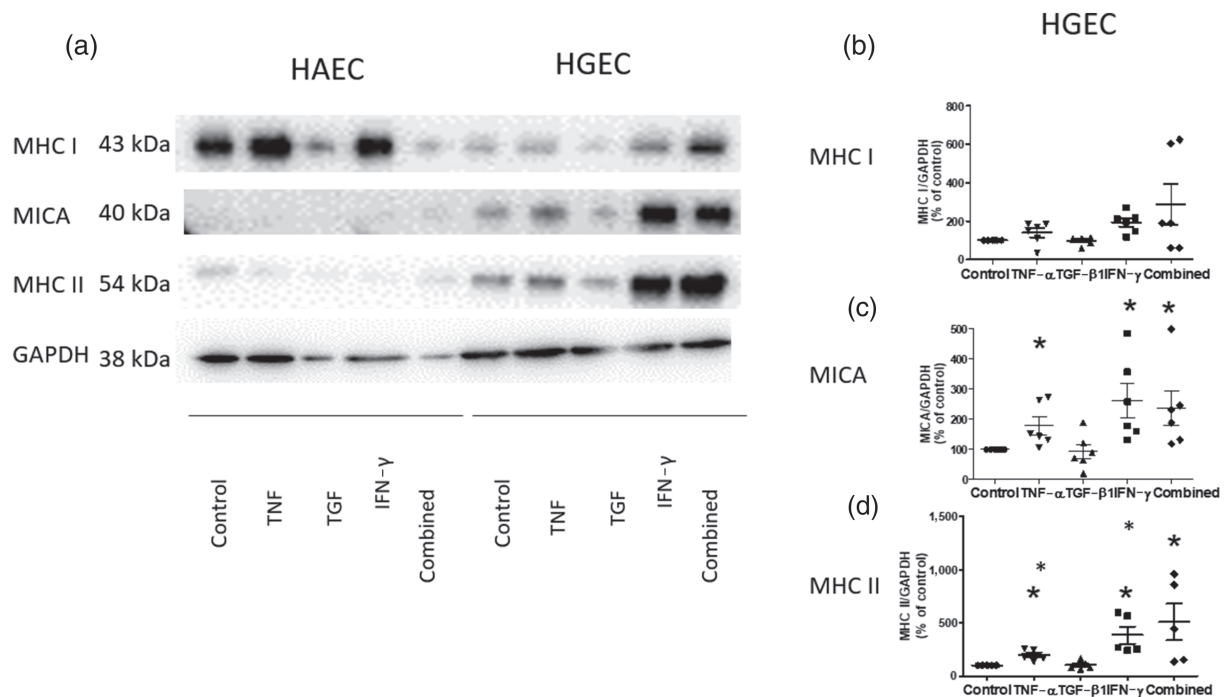 (a)
HAEC HGEC
MHC I 43 kDa
MICA 40 kDa
MHC II 54 kDa
GAPDH 38 kDa
Control
TNF
TGF
IFN-γ
Combined
Control
TNF
TGF
IFN-γ
Combined
HGEC
(b)
MHC I
MHC I/GAPDH
(% of control)
800
600
400
200
0
Control TNF-α TGF-β1 IFN-γ Combined
(c)
MICA
MICA/GAPDH
(% of control)
500
400
300
200
100
0
* * *
Control TNF-α TGF-β1 IFN-γ Combined
(d)
MHC II
MHC II/GAPDH
(% of control)
1,500
1,000
500
0
* * *
* *
Control TNF-α TGF-β1 IFN-γ Combined